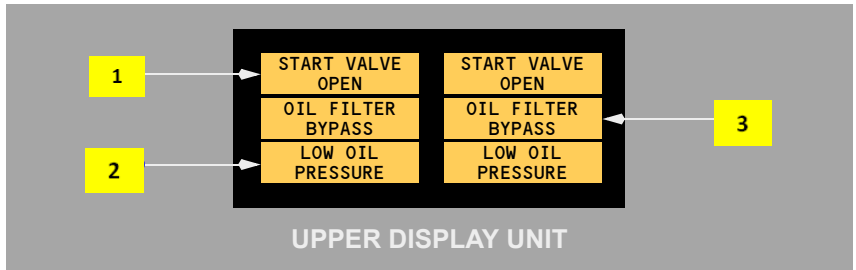 1
START VALVE
OPEN
START VALVE
OPEN
OIL FILTER
BYPASS
OIL FILTER
BYPASS
3
2
LOW OIL
PRESSURE
LOW OIL
PRESSURE
UPPER DISPLAY UNIT